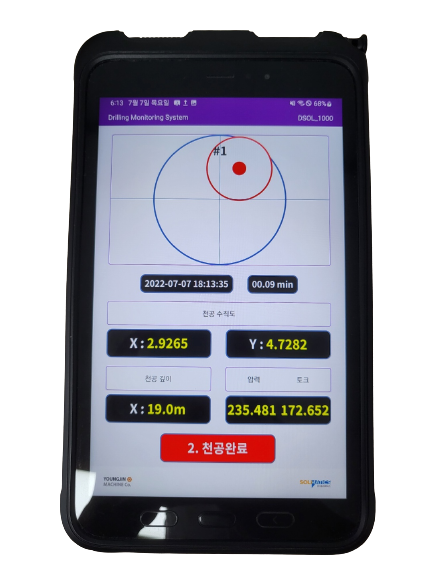 6:13 7월 7일 목요일 68%
Drilling Monitoring System DSOL_1000
#1
2022-07-07 18:13:35 00.09 min
천공 수직도
X : 2.9265 Y : 4.7282
천공 깊이 압력 토크
X : 19.0m 235.481 172.652
2. 천공완료
YOUNGJIN
MACHINE Co.